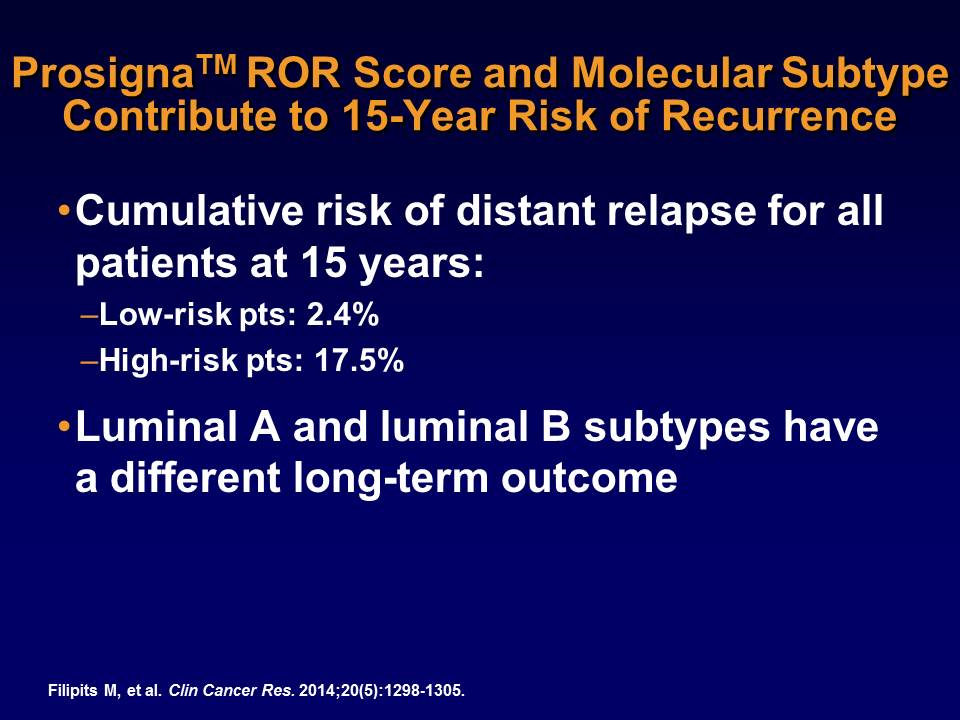 Prosigna™ ROR Score and Molecular Subtype
Contribute to 15-Year Risk of Recurrence
•Cumulative risk of distant relapse for all
patients at 15 years:
–Low-risk pts: 2.4%
–High-risk pts: 17.5%
•Luminal A and luminal B subtypes have
a different long-term outcome
Filipits M, et al. Clin Cancer Res. 2014;20(5):1298-1305.